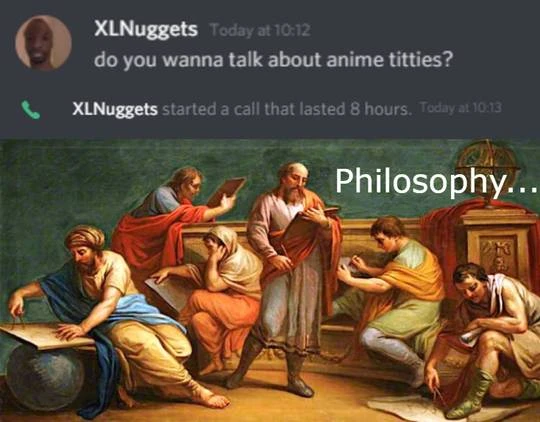 XLNuggets Today at 10:12
do you wanna talk about anime titties?
XLNuggets started a call that lasted 8 hours. Today at 10:13
Philosophy...